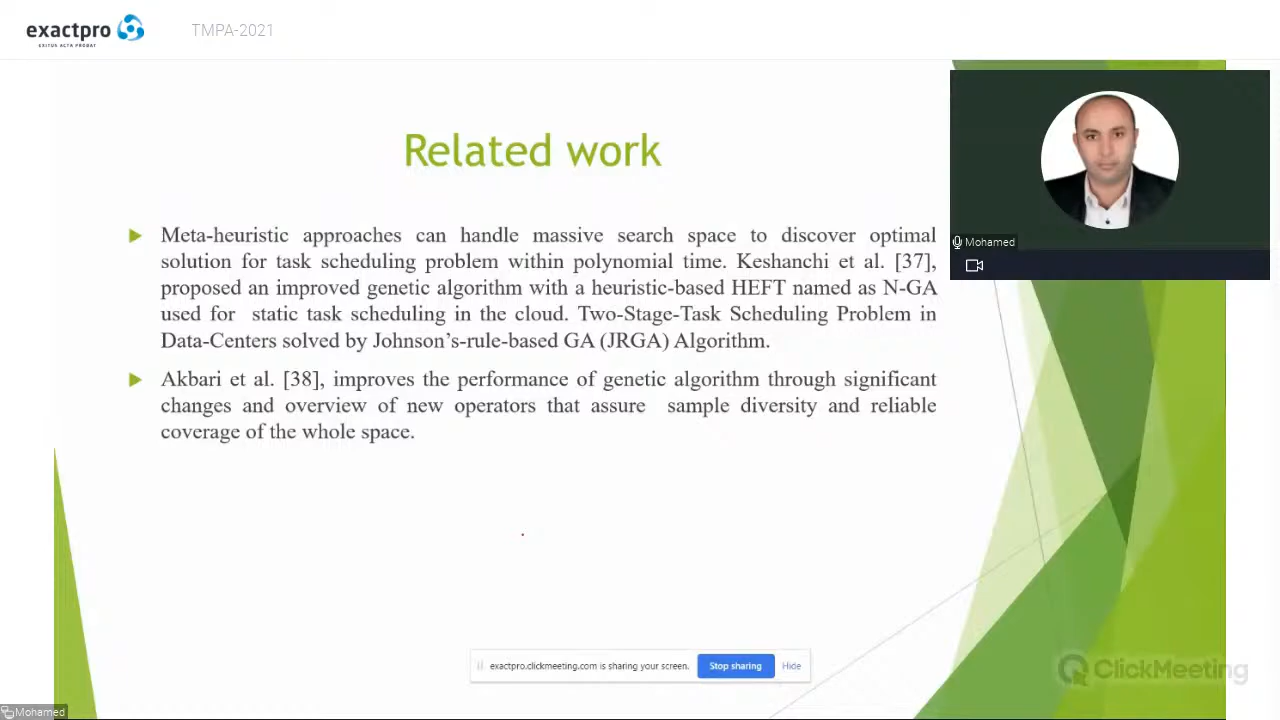 exactpro
EXITUS ACTA PROBAT
TMPA-2021
Related work
Meta-heuristic approaches can handle massive search space to discover optimal
solution for task scheduling problem within polynomial time. Keshanchi et al. [37],
proposed an improved genetic algorithm with a heuristic-based HEFT named as N-GA
used for static task scheduling in the cloud. Two-Stage-Task Scheduling Problem in
Data-Centers solved by Johnson’s-rule-based GA (JRGA) Algorithm.
Akbari et al. [38], improves the performance of genetic algorithm through significant
changes and overview of new operators that assure sample diversity and reliable
coverage of the whole space.
Mohamed
exactpro.clickmeeting.com is sharing your screen.
Stop sharing
Hide
ClickMeeting
Mohamed